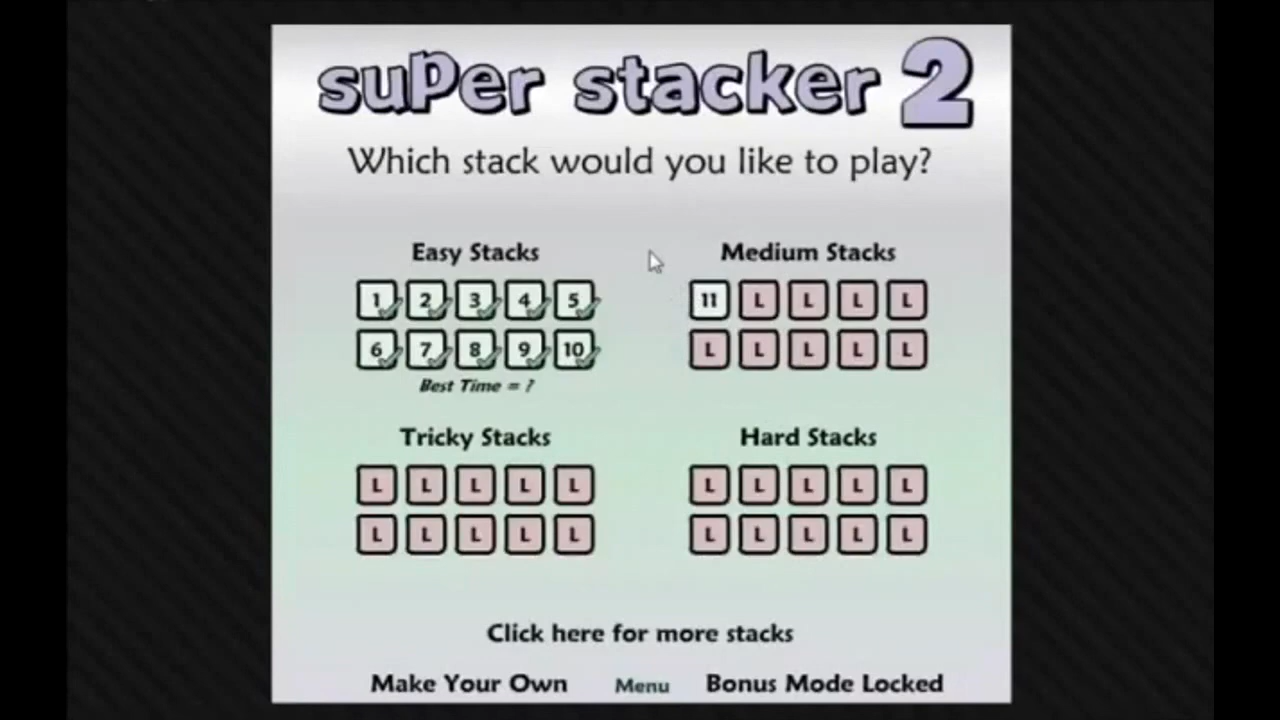 super stacker 2
Which stack would you like to play?
Easy Stacks
1 2 3 4 5
6 7 8 9 10
Best Time = ?
Medium Stacks
11 L L L L
L L L L L
Tricky Stacks
L L L L L
L L L L L
Hard Stacks
L L L L L
L L L L L
Click here for more stacks
Make Your Own Menu Bonus Mode Locked